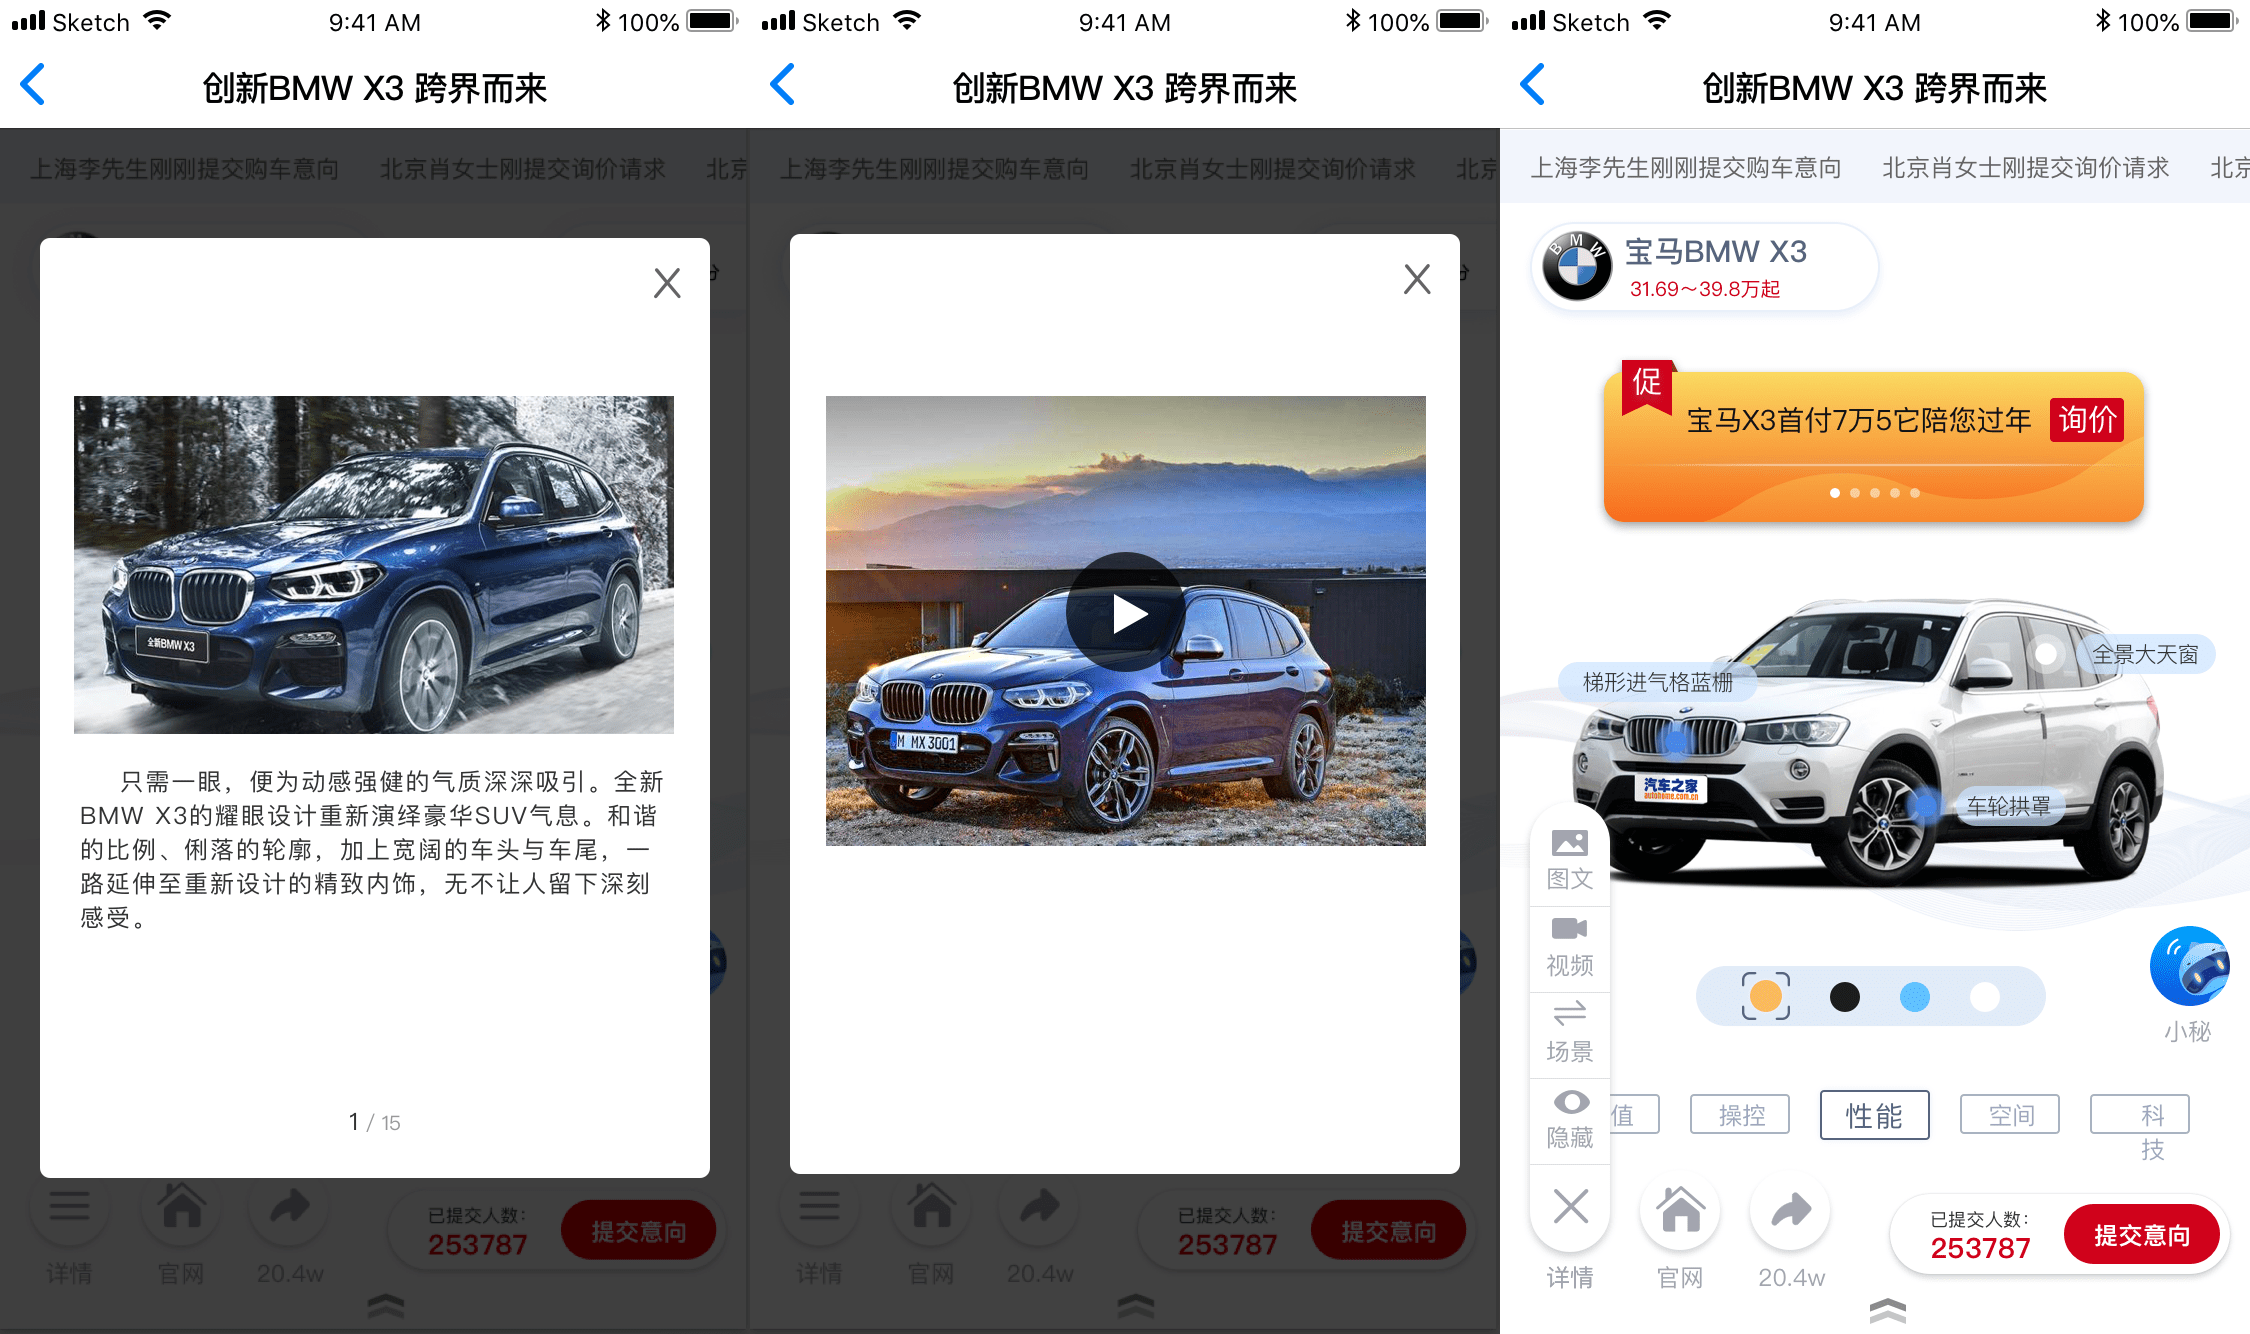 Sketch 9:41 AM 100%
创新BMW X3 跨界而来
上海李先生刚刚提交购车意向 北京肖女士刚提交询价请求 北京
全新BMW X3
只需一眼，便为动感强健的气质深深吸引。全新
BMW X3的耀眼设计重新演绎豪华SUV气息。和谐
的比例、俐落的轮廓，加上宽阔的车头与车尾，一
路延伸至重新设计的精致内饰，无不让人留下深刻
感受。
1 / 15
已提交人数：
253787
提交意向
详情 官网 20.4w
Sketch 9:41 AM 100%
创新BMW X3 跨界而来
上海李先生刚刚提交购车意向 北京肖女士刚提交询价请求 北京
M MX 3001
已提交人数：
253787
提交意向
详情 官网 20.4w
Sketch 9:41 AM 100%
创新BMW X3 跨界而来
上海李先生刚刚提交购车意向 北京肖女士刚提交询价请求 北京
BMW
宝马BMW X3
31.69～39.8万起
促
宝马X3首付7万5它陪您过年 询价
全景大天窗
梯形进气格蓝栅
汽车之家
autohome.com.cn
车轮拱罩
图文
视频
场景
小秘
隐藏
值 操控 性能 空间 科
技
已提交人数：
253787
提交意向
详情 官网 20.4w